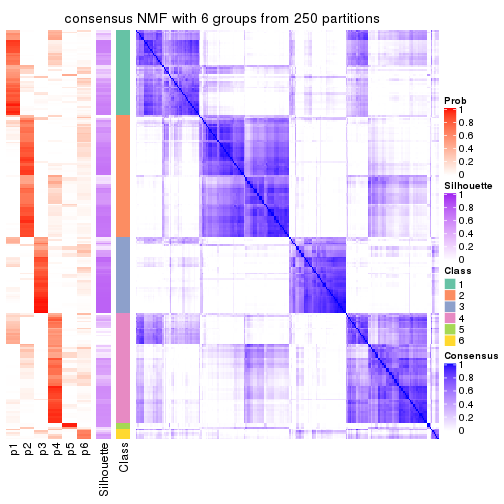 consensus NMF with 6 groups from 250 partitions
Prob
1
0.8
0.6
0.4
0.2
0
Silhouette
1
0.8
0.6
0.4
0.2
0
Class
1
2
3
4
5
6
Consensus
1
0.8
0.6
0.4
0.2
0
p1
p2
p3
p4
p5
p6
Silhouette
Class